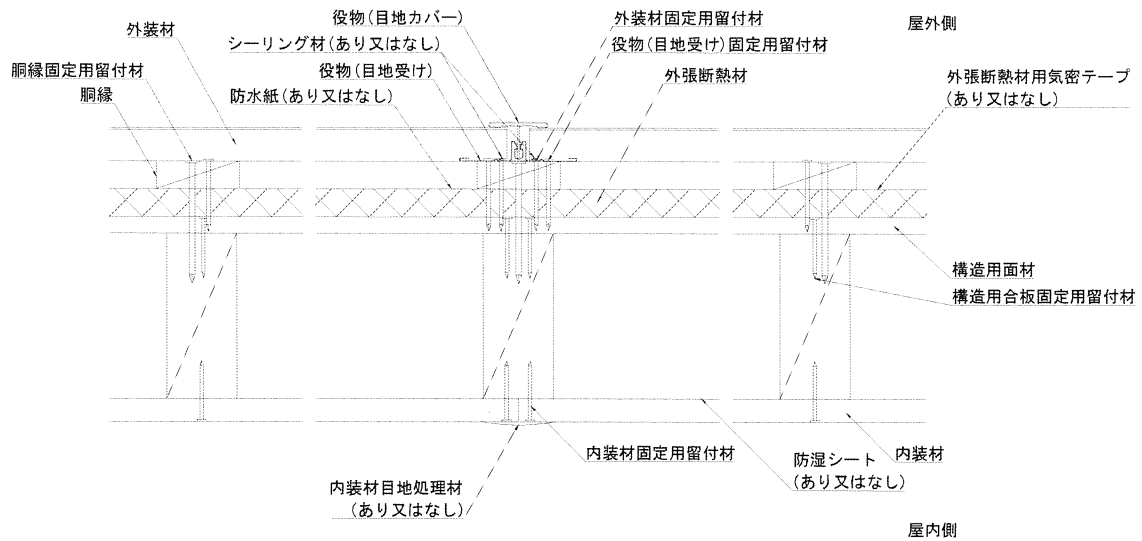 役物(目地カバー)
外装材固定用留付材
屋外側
外装材
シーリング材(あり又はなし)
役物(目地受け)固定用留付材
胴縁固定用留付材
役物(目地受け)
外張断熱材
外張断熱材用気密テープ
(あり又はなし)
胴縁
防水紙(あり又はなし)
構造用面材
構造用合板固定用留付材
内装材固定用留付材
防湿シート
(あり又はなし)
内装材
内装材目地処理材
(あり又はなし)
屋内側